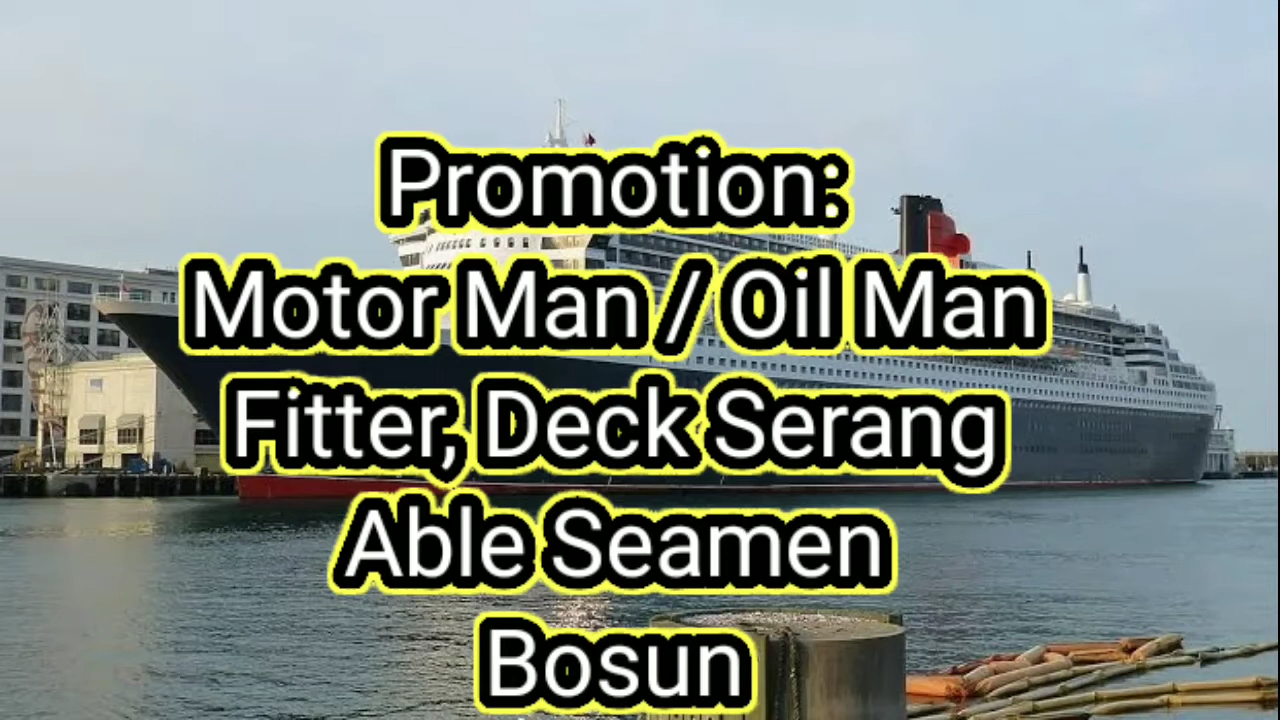 Promotion:
Motor Man / Oil Man
Fitter, Deck Serang
Able Seamen
Bosun